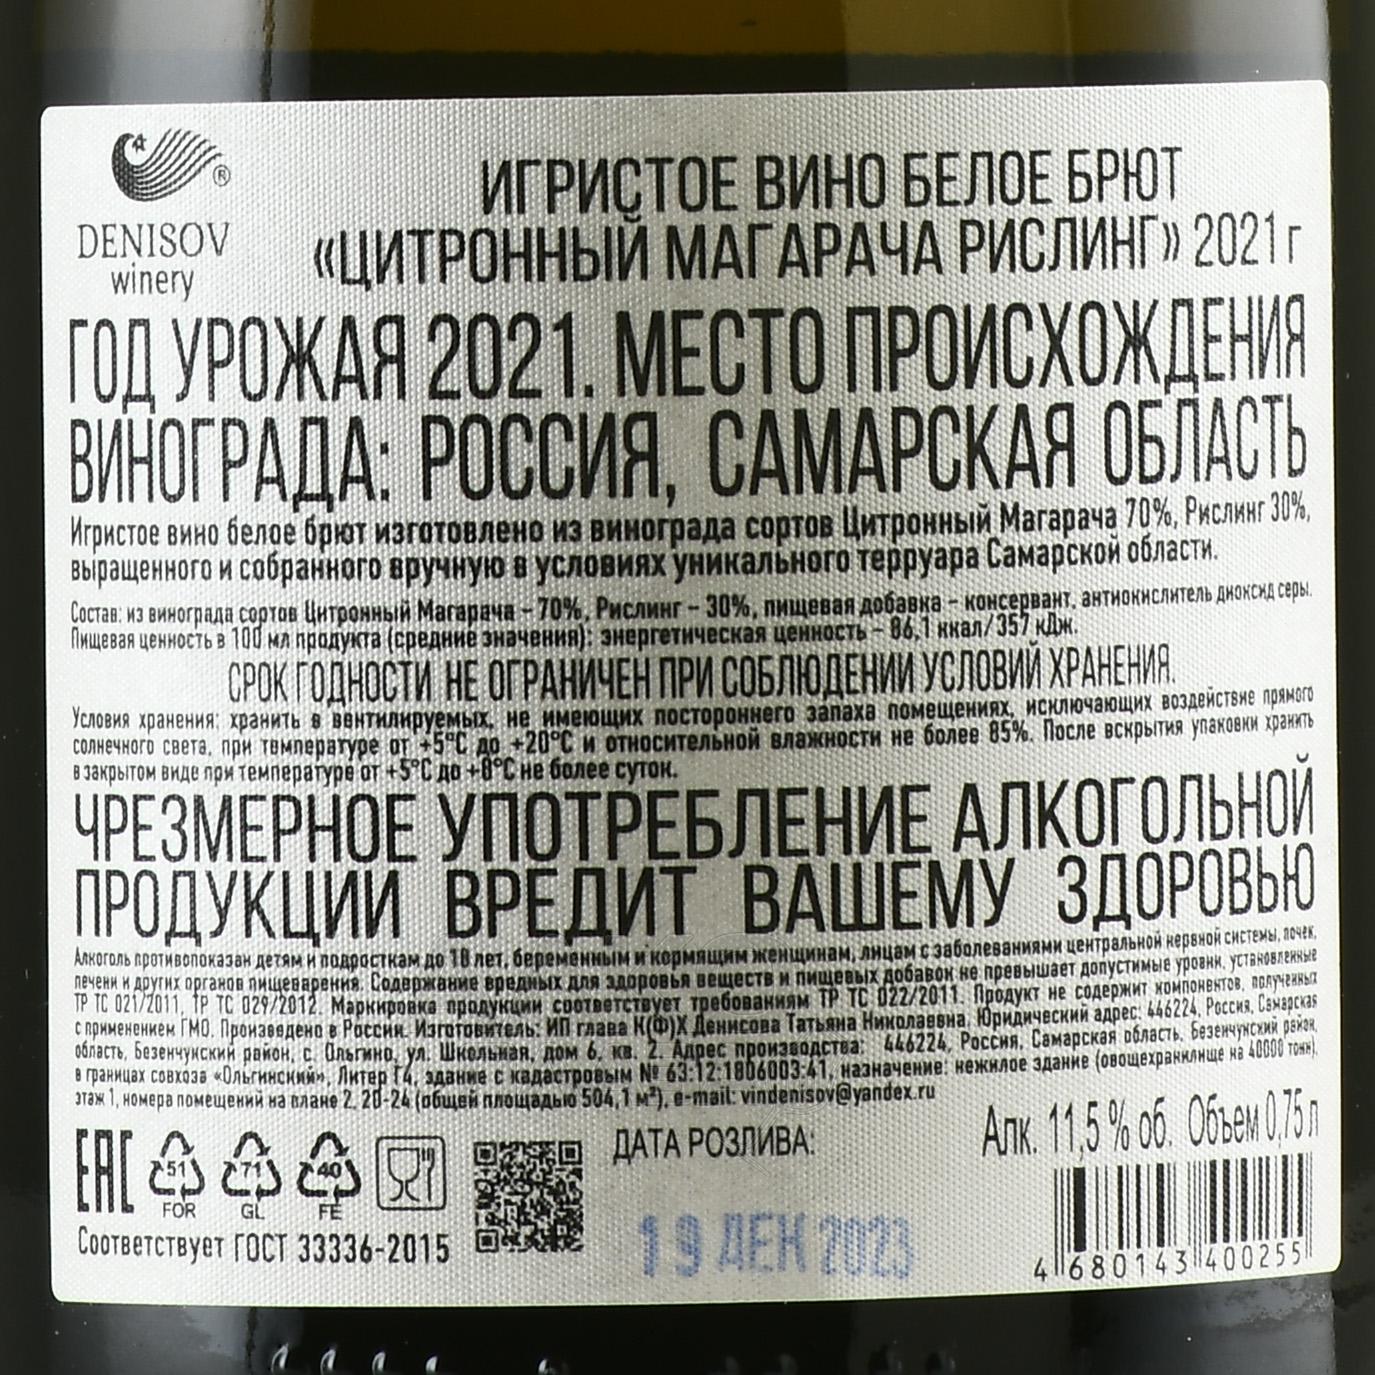 DENISOV
winery
®
ИГРИСТОЕ ВИНО БЕЛОЕ БРЮТ
«ЦИТРОННЫЙ МАГАРАЧА РИСЛИНГ» 2021 г
ГОД УРОЖАЯ 2021. МЕСТО ПРОИСХОЖДЕНИЯ
ВИНОГРАДА: РОССИЯ, САМАРСКАЯ ОБЛАСТЬ
Игристое вино белое брют изготовлено из винограда сортов Цитронный Магарача 70%, Рислинг 30%,
выращенного и собранного вручную в условиях уникального терруара Самарской области.
Состав: из винограда сортов Цитронный Магарача – 70%, Рислинг – 30%, пищевая добавка – консервант, антиокислитель диоксид серы.
Пищевая ценность в 100 мл продукта (средние значения): энергетическая ценность – 86,1 ккал/357 кДж.
СРОК ГОДНОСТИ НЕ ОГРАНИЧЕН ПРИ СОБЛЮДЕНИИ УСЛОВИЙ ХРАНЕНИЯ.
Условия хранения: хранить в вентилируемых, не имеющих постороннего запаха помещениях, исключающих воздействие прямого
солнечного света, при температуре от +5°С до +20°С и относительной влажности не более 85%. После вскрытия упаковки хранить
в закрытом виде при температуре от +5°С до +8°С не более суток.
ЧРЕЗМЕРНОЕ УПОТРЕБЛЕНИЕ АЛКОГОЛЬНОЙ
ПРОДУКЦИИ ВРЕДИТ ВАШЕМУ ЗДОРОВЬЮ
Алкоголь противопоказан детям и подросткам до 18 лет, беременным и кормящим женщинам, лицам с заболеваниями центральной нервной системы, почек,
печени и других органов пищеварения. Содержание вредных для здоровья веществ и пищевых добавок не превышает допустимые уровни, установленные
ТР ТС 021/2011, ТР ТС 029/2012. Маркировка продукции соответствует требованиям ТР ТС 022/2011. Продукт не содержит компонентов, полученных
с применением ГМО. Произведено в России. Изготовитель: ИП глава К(Ф)Х Денисова Татьяна Николаевна, Юридический адрес: 446224, Россия, Самарская
область, Безенчукский район, с. Ольгино, ул. Школьная, дом 6, кв. 2. Адрес производства: 446224, Россия, Самарская область, Безенчукский район,
в границах совхоза «Ольгинский», Литер Г4, здание с кадастровым № 63:12:1806003:41, назначение: нежилое здание (овощехранилище на 40000 тонн),
этаж 1, номера помещений на плане 2, 20-24 (общей площадью 504,1 м²), e-mail: vindenisov@yandex.ru
EAC
51
FOR
71
GL
40
FE
Соответствует ГОСТ 33336-2015
ДАТА РОЗЛИВА:
19 ДЕК 2023
Алк. 11,5 % об. Объем 0,75 л
4 680143 400255